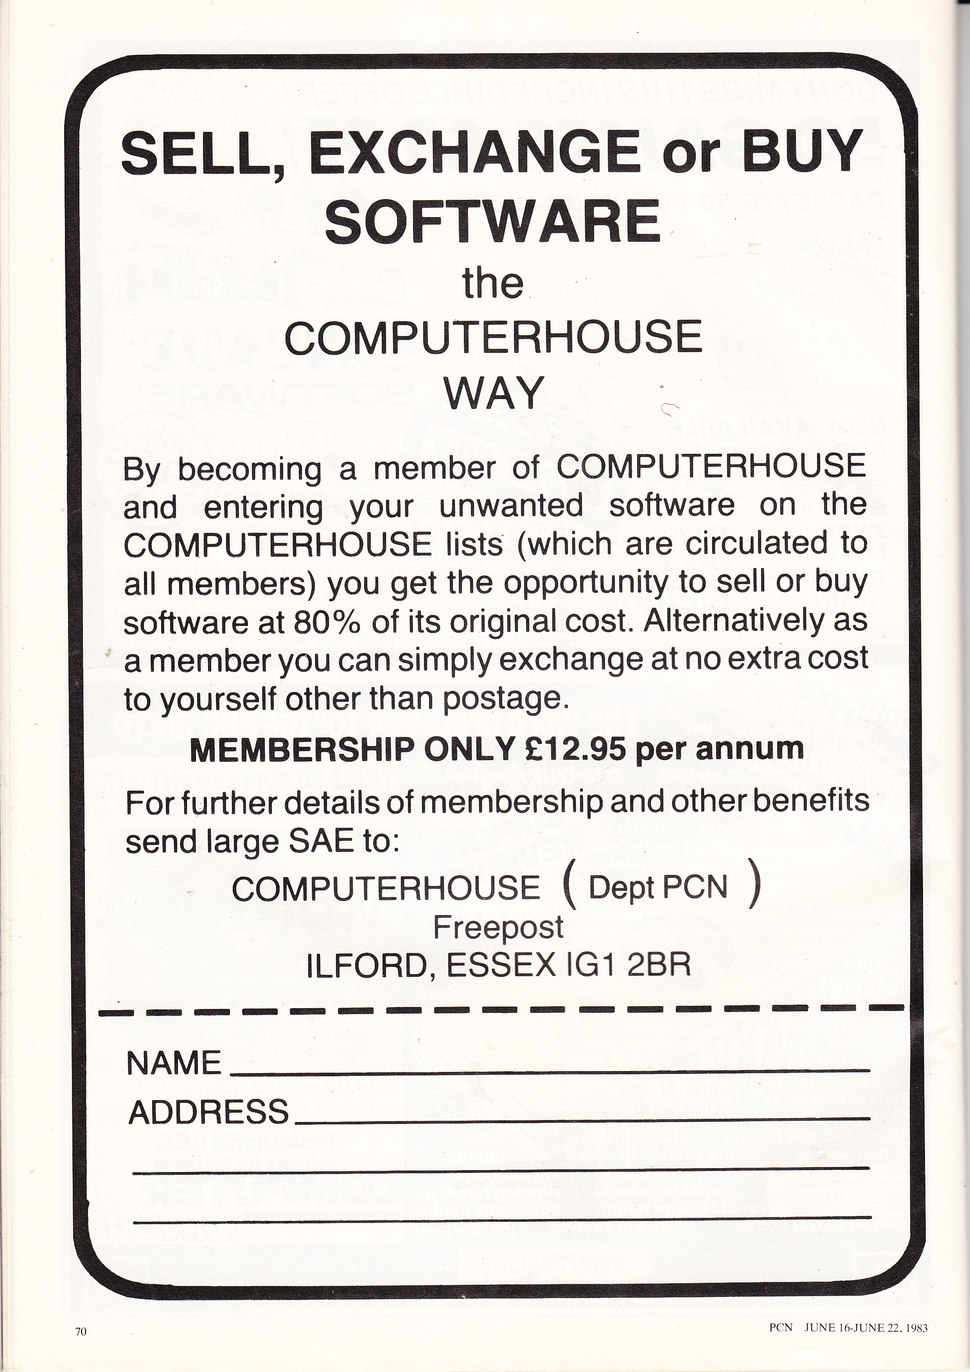 SELL, EXCHANGE or BUY
SOFTWARE
the
COMPUTERHOUSE
WAY
By becoming a member of COMPUTERHOUSE
and entering your unwanted software on the
COMPUTERHOUSE lists (which are circulated to
all members) you get the opportunity to sell or buy
software at 80% of its original cost. Alternatively as
a member you can simply exchange at no extra cost
to yourself other than postage.
MEMBERSHIP ONLY £12.95 per annum
For further details of membership and other benefits
send large SAE to:
COMPUTERHOUSE ( Dept PCN )
Freepost
ILFORD, ESSEX IG1 2BR
NAME
ADDRESS
70
PCN JUNE 16-JUNE 22, 1983